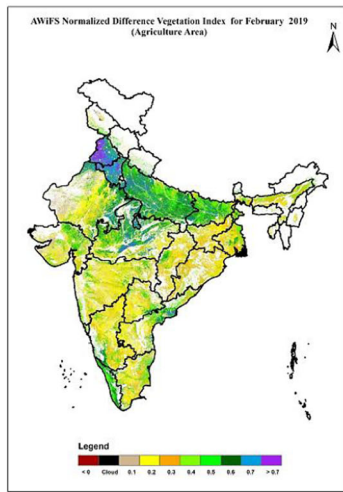 AWiFS Normalized Difference Vegetation Index for February 2019
(Agriculture Area)
N
Legend
< 0 Cloud 0.1 0.2 0.3 0.4 0.5 0.6 0.7 > 0.7